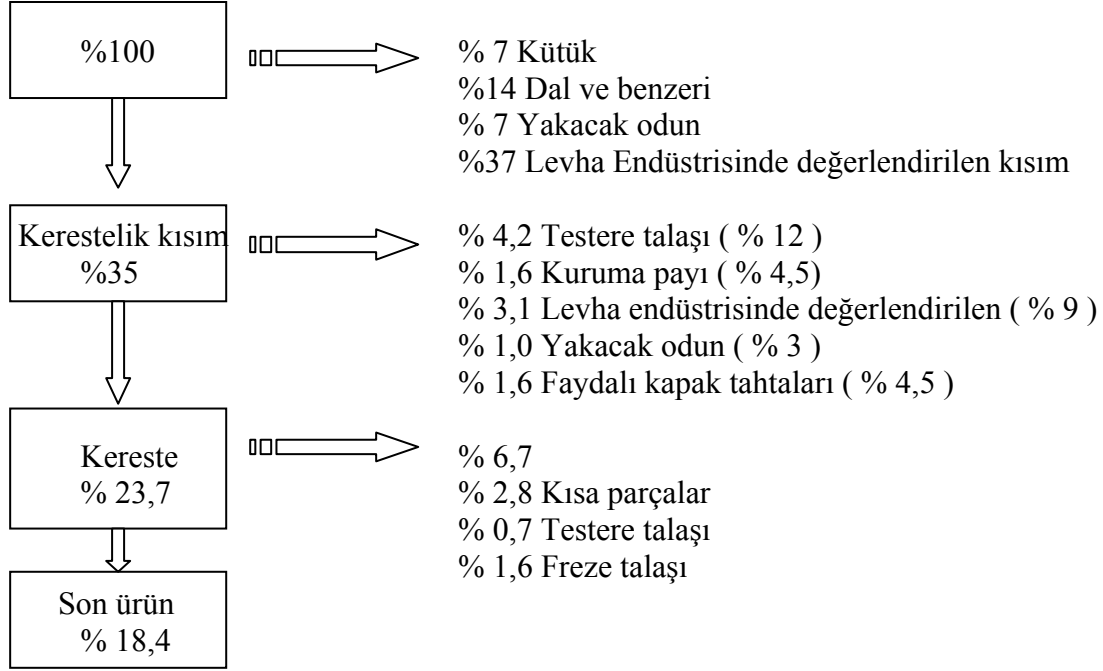 %100
% 7 Kütük
%14 Dal ve benzeri
% 7 Yakacak odun
%37 Levha Endüstrisinde değerlendirilen kısım
Kerestelik kısım
%35
% 4,2 Testere talaşı ( % 12 )
% 1,6 Kuruma payı ( % 4,5)
% 3,1 Levha endüstrisinde değerlendirilen ( % 9 )
% 1,0 Yakacak odun ( % 3 )
% 1,6 Faydalı kapak tahtaları ( % 4,5 )
Kereste
% 23,7
% 6,7
% 2,8 Kısa parçalar
% 0,7 Testere talaşı
% 1,6 Freze talaşı
Son ürün
% 18,4